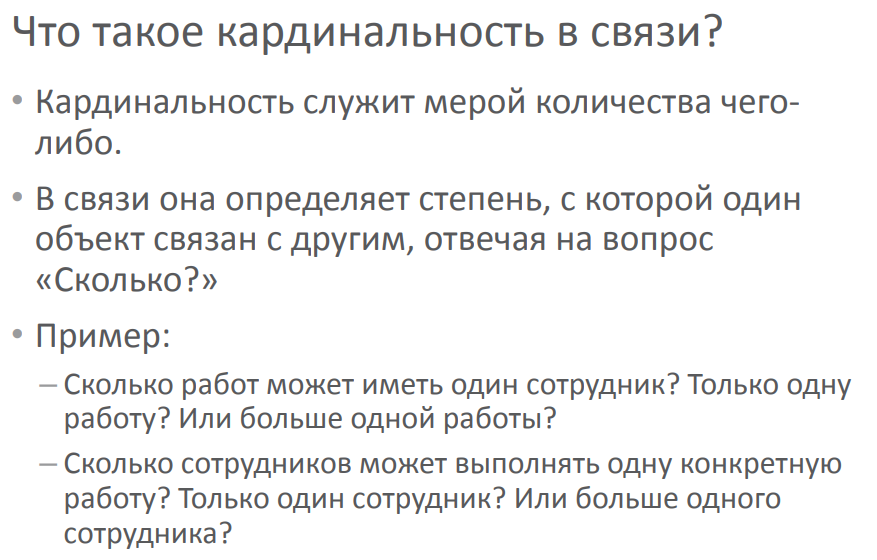 Что такое кардинальность в связи?
• Кардинальность служит мерой количества чего-
либо.
• В связи она определяет степень, с которой один
объект связан с другим, отвечая на вопрос
«Сколько?»
• Пример:
– Сколько работ может иметь один сотрудник? Только одну
работу? Или больше одной работы?
– Сколько сотрудников может выполнять одну конкретную
работу? Только один сотрудник? Или больше одного
сотрудника?